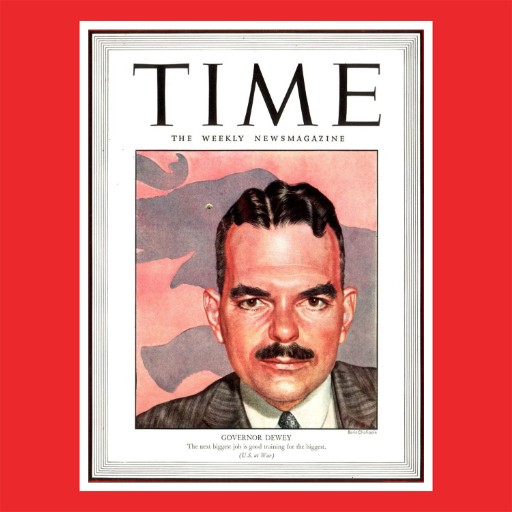 TIME
THE WEEKLY NEWSMAGAZINE
GOVERNOR DEWEY
The next biggest job is good training for the biggest.
(U.S. at War)